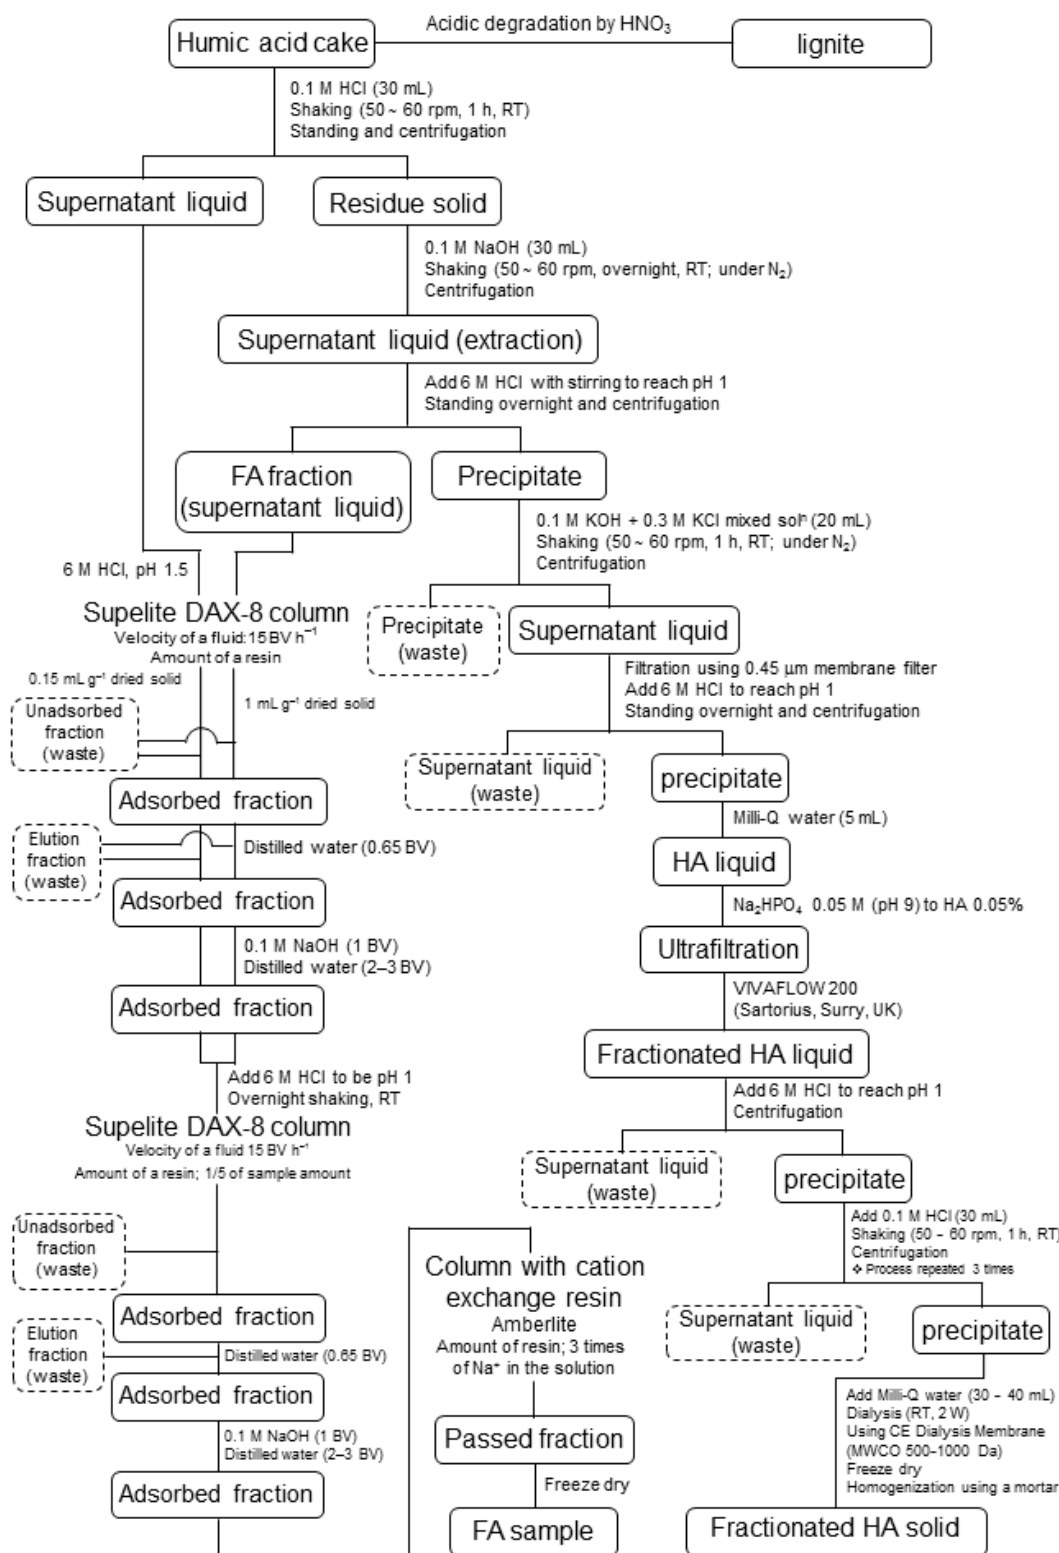 Acidic degradation by HNO₃
Humic acid cake
lignite
0.1 M HCl (30 mL)
Shaking (50 ~ 60 rpm, 1 h, RT)
Standing and centrifugation
Supernatant liquid
Residue solid
0.1 M NaOH (30 mL)
Shaking (50 ~ 60 rpm, overnight, RT; under N₂)
Centrifugation
Supernatant liquid (extraction)
Add 6 M HCl with stirring to reach pH 1
Standing overnight and centrifugation
FA fraction
(supernatant liquid)
Precipitate
0.1 M KOH + 0.3 M KCl mixed solⁿ (20 mL)
Shaking (50 ~ 60 rpm, 1 h, RT; under N₂)
Centrifugation
6 M HCl, pH 1.5
Supelite DAX-8 column
Velocity of a fluid: 15 BV h⁻¹
Amount of a resin
0.15 mL g⁻¹ dried solid
1 mL g⁻¹ dried solid
Precipitate
(waste)
Supernatant liquid
Filtration using 0.45 μm membrane filter
Add 6 M HCl to reach pH 1
Standing overnight and centrifugation
Unadsorbed
fraction
(waste)
Supernatant liquid
(waste)
precipitate
Adsorbed fraction
Milli-Q water (5 mL)
Elution
fraction
(waste)
Distilled water (0.65 BV)
HA liquid
Adsorbed fraction
Na₂HPO₄ 0.05 M (pH 9) to HA 0.05%
0.1 M NaOH (1 BV)
Distilled water (2–3 BV)
Ultrafiltration
VIVAFLOW 200
(Sartorius, Surry, UK)
Adsorbed fraction
Fractionated HA liquid
Add 6 M HCl to be pH 1
Overnight shaking, RT
Add 6 M HCl to reach pH 1
Centrifugation
Supelite DAX-8 column
Velocity of a fluid 15 BV h⁻¹
Amount of a resin; 1/5 of sample amount
Supernatant liquid
(waste)
precipitate
Add 0.1 M HCl (30 mL)
Shaking (50 – 60 rpm, 1 h, RT)
Centrifugation
❖ Process repeated 3 times
Unadsorbed
fraction
(waste)
Column with cation
exchange resin
Amberlite
Amount of resin; 3 times
of Na⁺ in the solution
Supernatant liquid
(waste)
precipitate
Adsorbed fraction
Elution
fraction
(waste)
Distilled water (0.65 BV)
Adsorbed fraction
Add Milli-Q water (30 – 40 mL)
Dialysis (RT, 2 W)
Using CE Dialysis Membrane
(MWCO 500–1000 Da)
Freeze dry
Homogenization using a mortar
0.1 M NaOH (1 BV)
Distilled water (2–3 BV)
Passed fraction
Freeze dry
Adsorbed fraction
FA sample
Fractionated HA solid